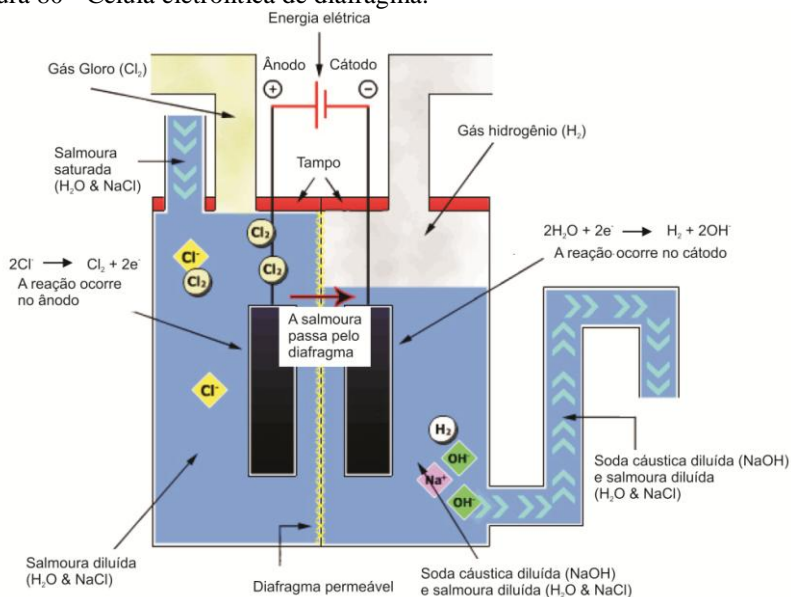 Energia elétrica
Ânodo
Cátodo
+
−
Gás Gloro (Cl₂)
Gás hidrogênio (H₂)
Salmoura
saturada
(H₂O & NaCl)
Tampo
2H₂O + 2e⁻ → H₂ + 2OH⁻
A reação ocorre no cátodo
2Cl⁻ → Cl₂ + 2e⁻
A reação ocorre
no ânodo
Cl₂
Cl⁻
Cl₂
Cl₂
A salmoura
passa pelo
diafragma
Cl⁻
H₂
OH⁻
Na⁺
OH⁻
Soda cáustica diluída (NaOH)
e salmoura diluída
(H₂O & NaCl)
Salmoura diluída
(H₂O & NaCl)
Diafragma permeável
Soda cáustica diluída (NaOH)
e salmoura diluída (H₂O & NaCl)